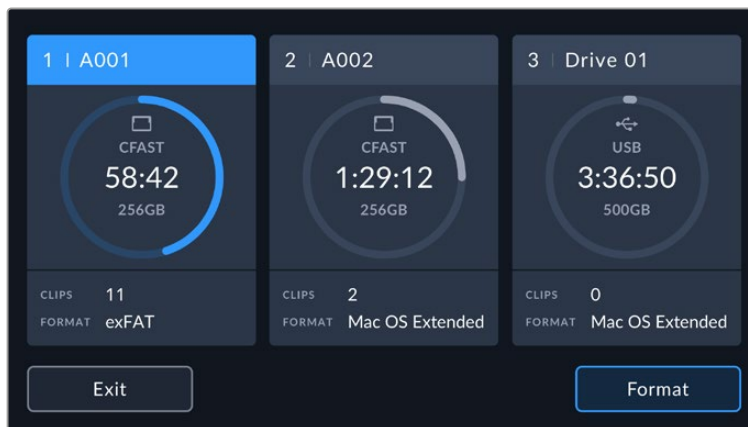 1 | A001
CFAST
58:42
256GB
CLIPS 11
FORMAT exFAT
2 | A002
CFAST
1:29:12
256GB
CLIPS 2
FORMAT Mac OS Extended
3 | Drive 01
USB
3:36:50
500GB
CLIPS 0
FORMAT Mac OS Extended
Exit
Format